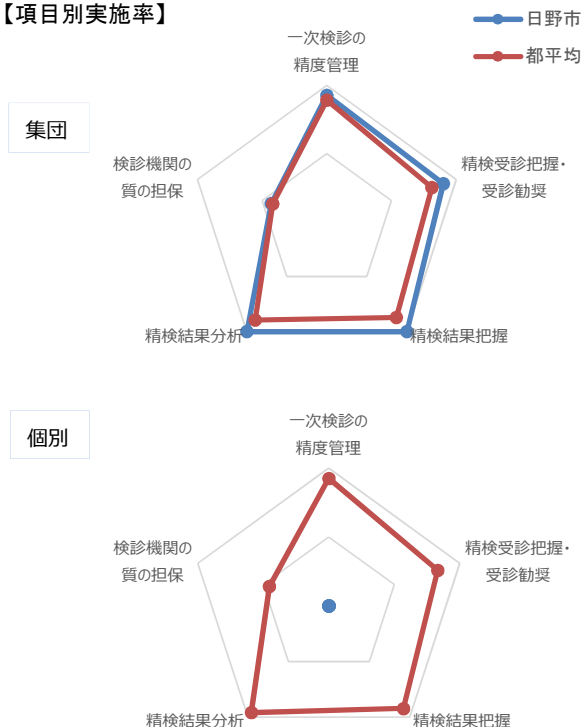 【項目別実施率】
日野市
都平均
集団
一次検診の
精度管理
検診機関の
質の担保
精検受診把握・
受診勧奨
精検結果分析
精検結果把握
個別
一次検診の
精度管理
検診機関の
質の担保
精検受診把握・
受診勧奨
精検結果分析
精検結果把握